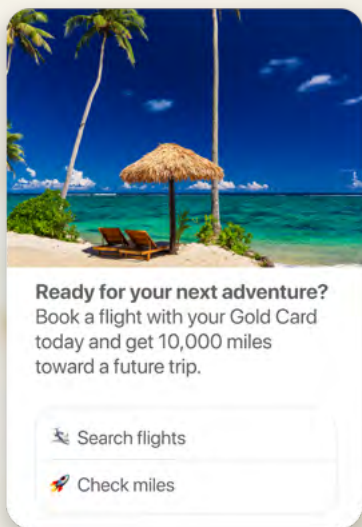 Ready for your next adventure?
Book a flight with your Gold Card
today and get 10,000 miles
toward a future trip.
Search flights
Check miles